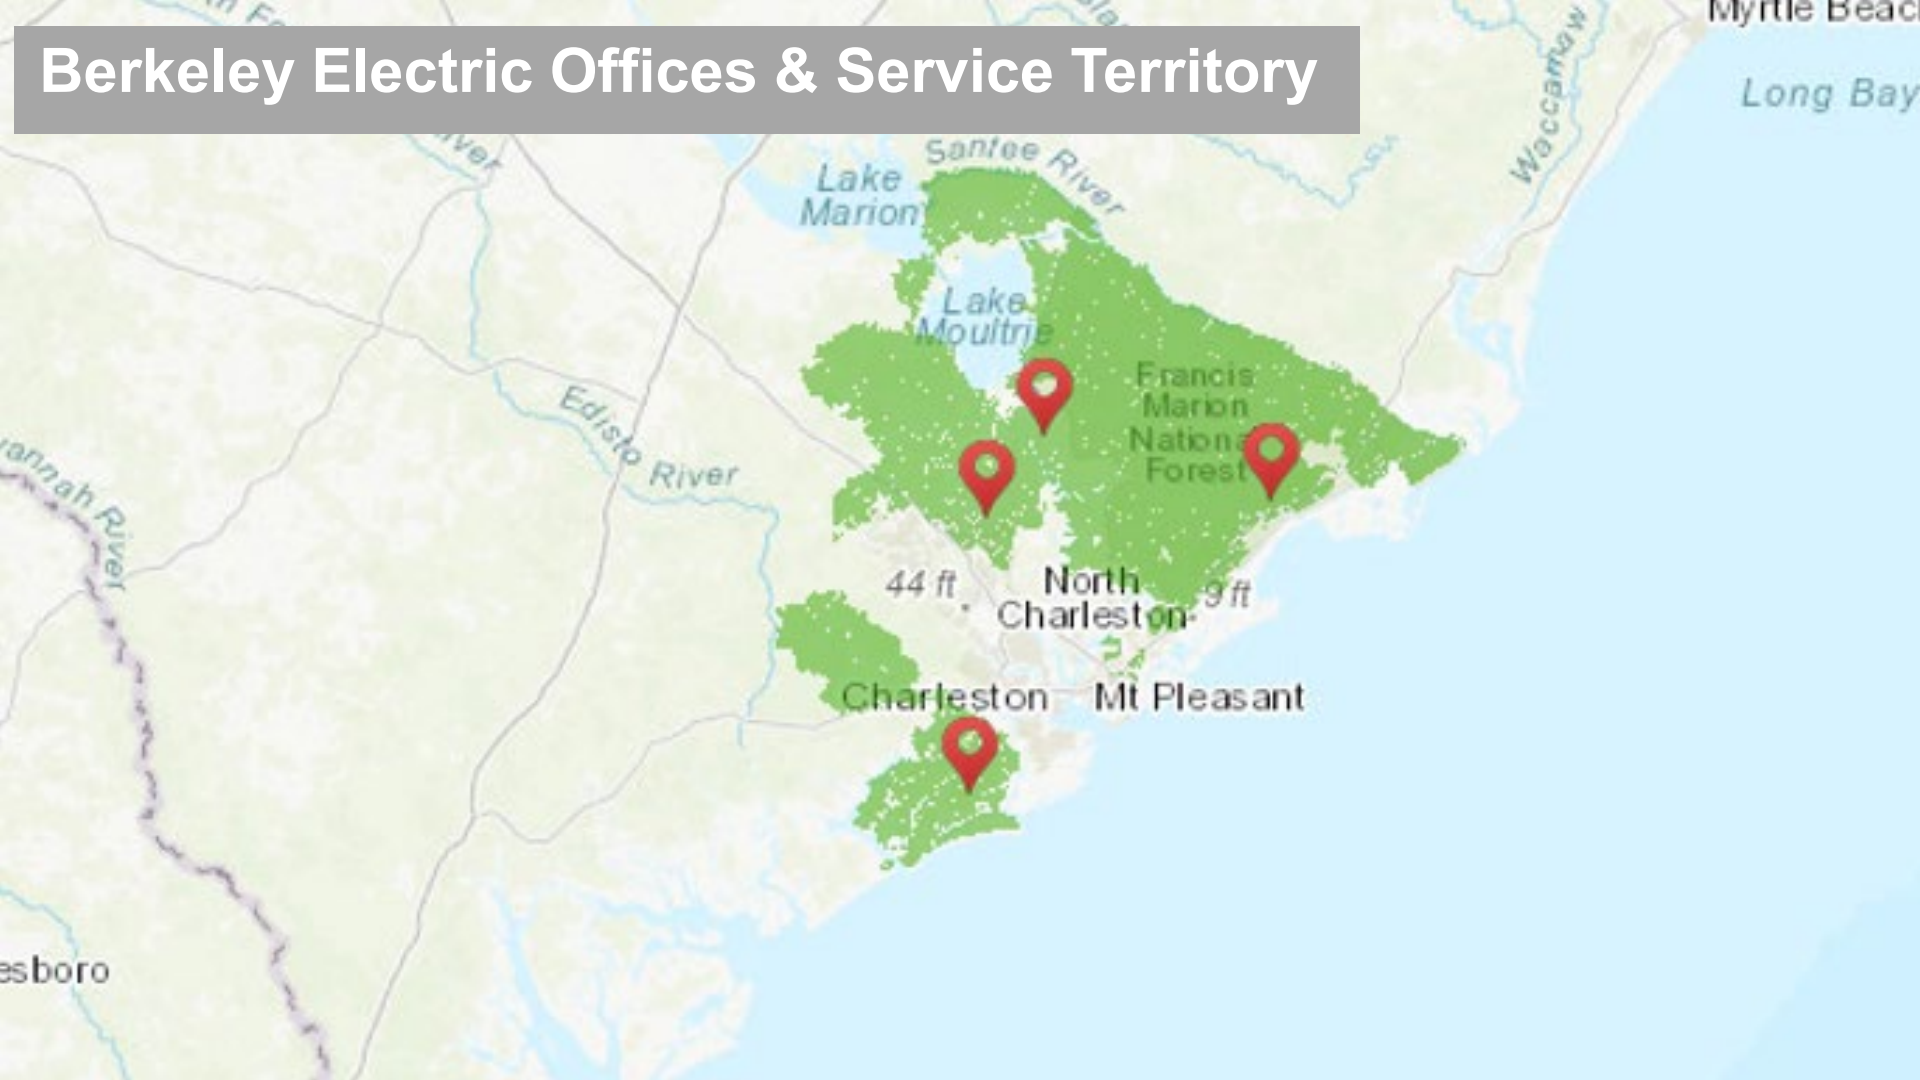 Berkeley Electric Offices & Service Territory
Myrtle Beac
Long Bay
Waccamaw
Santee River
Lake
Marion
Lake
Moultrie
Francis
Marion
Nationa
Forest
Edisto River
iver
annah River
44 ft
North
Charleston
9 ft
Charleston
Mt Pleasant
esboro